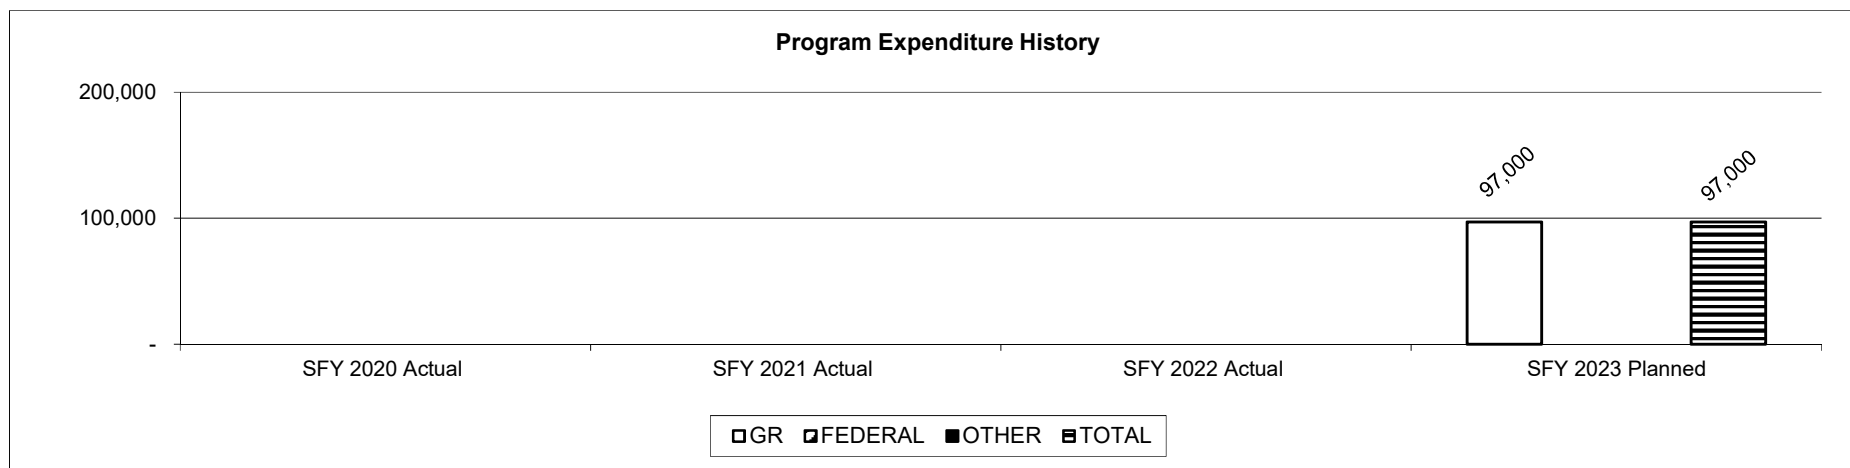 Program Expenditure History
200,000
97,000 97,000
100,000
-
SFY 2020 Actual SFY 2021 Actual SFY 2022 Actual SFY 2023 Planned
GR FEDERAL OTHER TOTAL